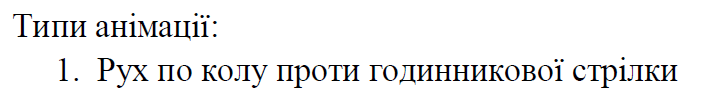 Типи анімації:
1. Рух по колу проти годинникової стрілки